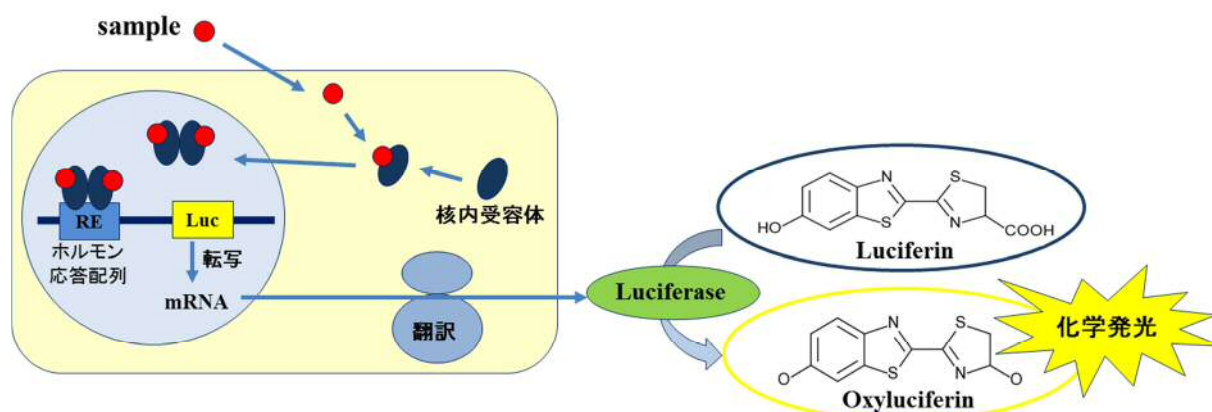 sample
核内受容体
RE
Luc
ホルモン
応答配列
転写
mRNA
翻訳
Luciferase
N
S
S
N
HO
COOH
Luciferin
N
S
S
N
O
O
Oxyluciferin
化学発光